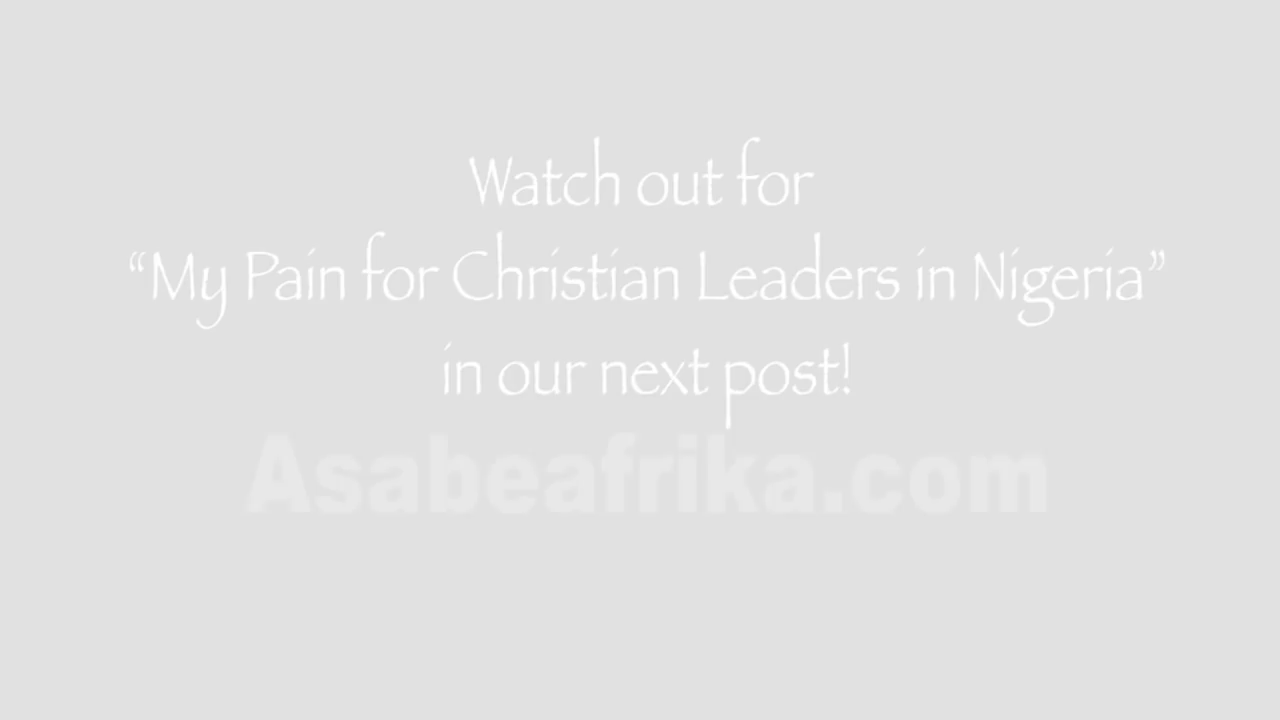 Watch out for
“My Pain for Christian Leaders in Nigeria”
in our next post!
Asabeafrika.com